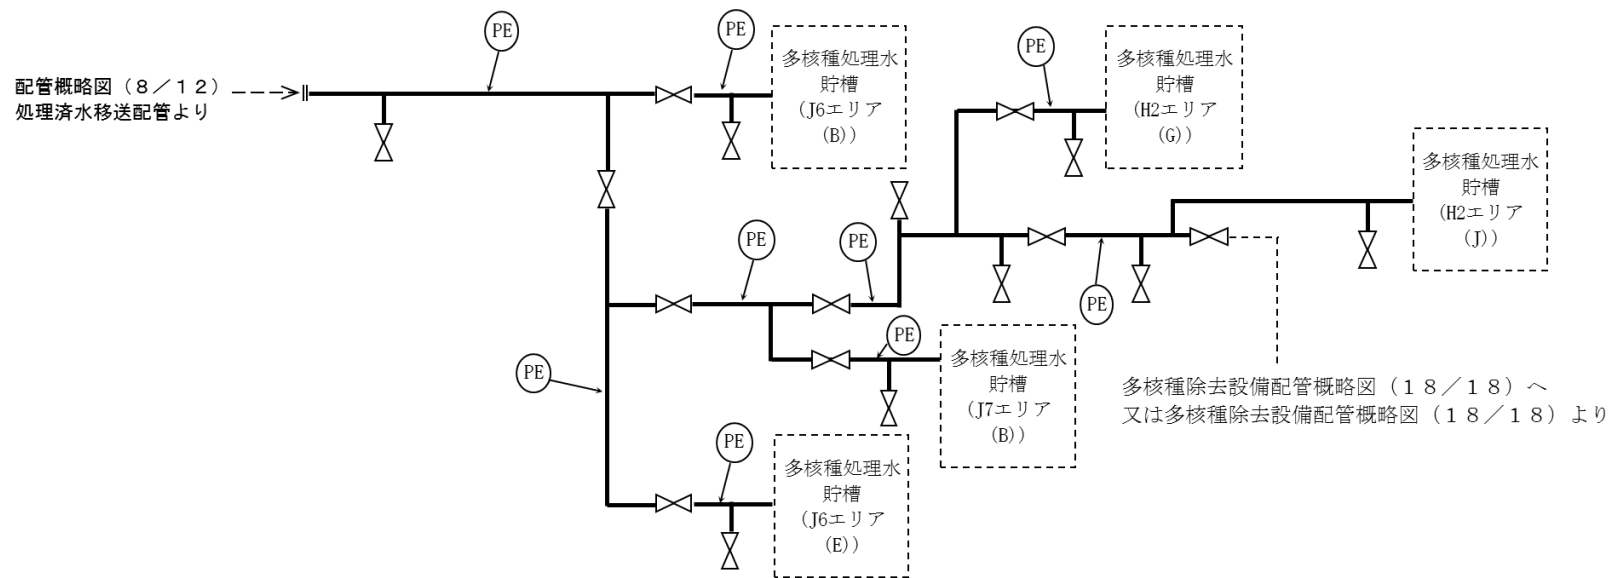 PE
PE
配管概略図（８／１２）
処理済水移送配管より
多核種処理水
貯槽
(J6エリア
(B))
PE
多核種処理水
貯槽
(H2エリア
(G))
多核種処理水
貯槽
(H2エリア
(J))
PE
PE
PE
PE
多核種処理水
貯槽
(J7エリア
(B))
PE
多核種除去設備配管概略図（１８／１８）へ
又は多核種除去設備配管概略図（１８／１８）より
PE
多核種処理水
貯槽
(J6エリア
(E))